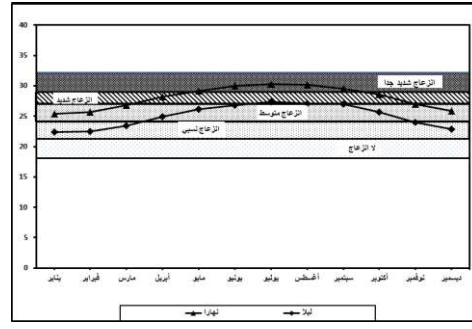 40
35
30
25
20
15
10
5
0
انزعاج شديد جدا
انزعاج شديد
انزعاج متوسط
انزعاج نسبي
لا انزعاج
يناير فبراير مارس أبريل مايو يونيو يوليو أغسطس سبتمبر أكتوبر نوفمبر ديسمبر
نهارا ليلا